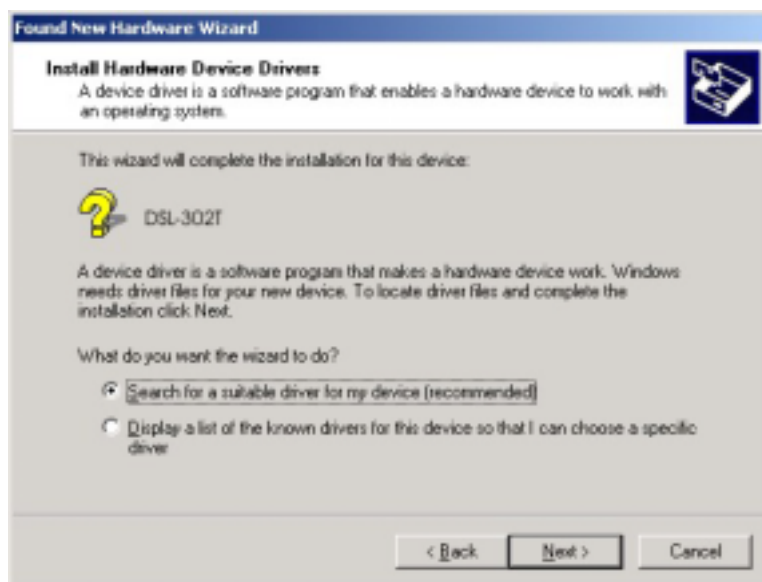 Found New Hardware Wizard
Install Hardware Device Drivers
A device driver is a software program that enables a hardware device to work with
an operating system.
This wizard will complete the installation for this device:
DSL-302T
A device driver is a software program that makes a hardware device work. Windows
needs driver files for your new device. To locate driver files and complete the
installation click Next.
What do you want the wizard to do?
Search for a suitable driver for my device (recommended)
Display a list of the known drivers for this device so that I can choose a specific
driver
< Back
Next >
Cancel